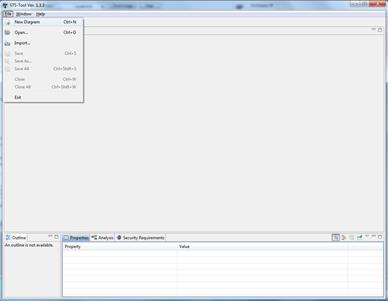 STS-Tool Ver. 1.3.3
File Window Help
New Diagram Ctrl+N
Open... Ctrl+O
Import...
Save Ctrl+S
Save As...
Save All Ctrl+Shift+S
Close Ctrl+W
Close All Ctrl+Shift+W
Exit
Outline
An outline is not available.
Properties Analysis Security Requirements
Property Value